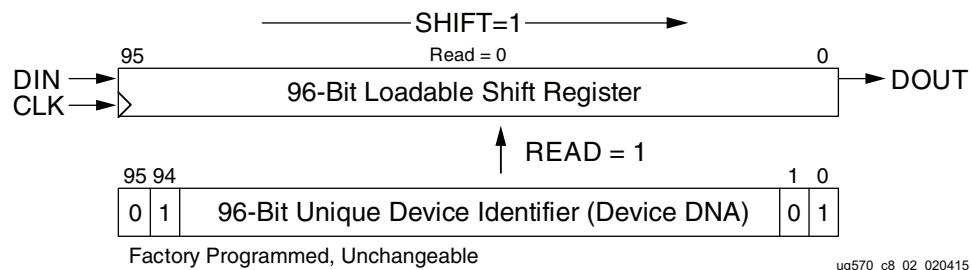 SHIFT=1
95 Read = 0 0
DIN 96-Bit Loadable Shift Register DOUT
CLK
READ = 1
95 94 1 0
0 1 96-Bit Unique Device Identifier (Device DNA) 0 1
Factory Programmed, Unchangeable
ug570_c8_02_020415